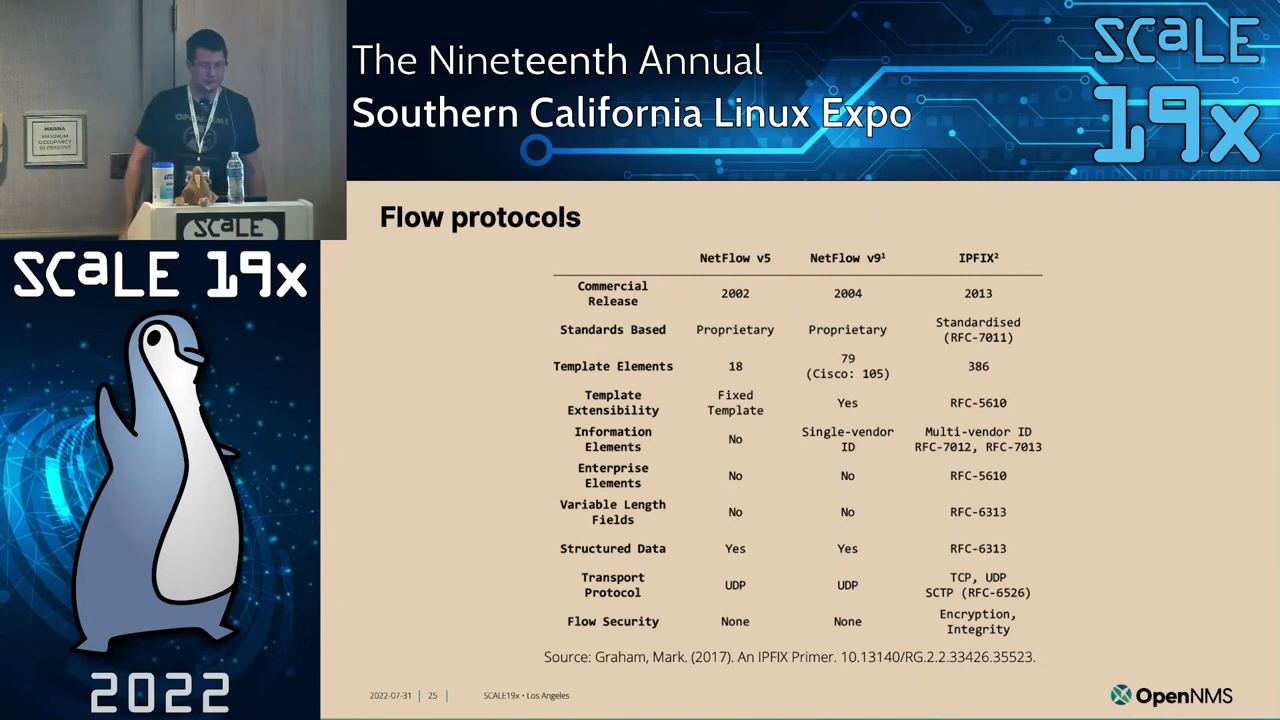 The Nineteenth Annual
Southern California Linux Expo
SCaLE
19x
MARINA
MAXIMUM
OCCUPANCY
SCaLE
SCaLE 19x
2022
Flow protocols
NetFlow v5 NetFlow v9¹ IPFIX²
Commercial Release 2002 2004 2013
Standards Based Proprietary Proprietary Standardised (RFC-7011)
Template Elements 18 79 (Cisco: 105) 386
Template Extensibility Fixed Template Yes RFC-5610
Information Elements No Single-vendor ID Multi-vendor ID RFC-7012, RFC-7013
Enterprise Elements No No RFC-5610
Variable Length Fields No No RFC-6313
Structured Data Yes Yes RFC-6313
Transport Protocol UDP UDP TCP, UDP SCTP (RFC-6526)
Flow Security None None Encryption, Integrity
Source: Graham, Mark. (2017). An IPFIX Primer. 10.13140/RG.2.2.33426.35523.
2022-07-31 | 25 | SCALE19x • Los Angeles
OpenNMS